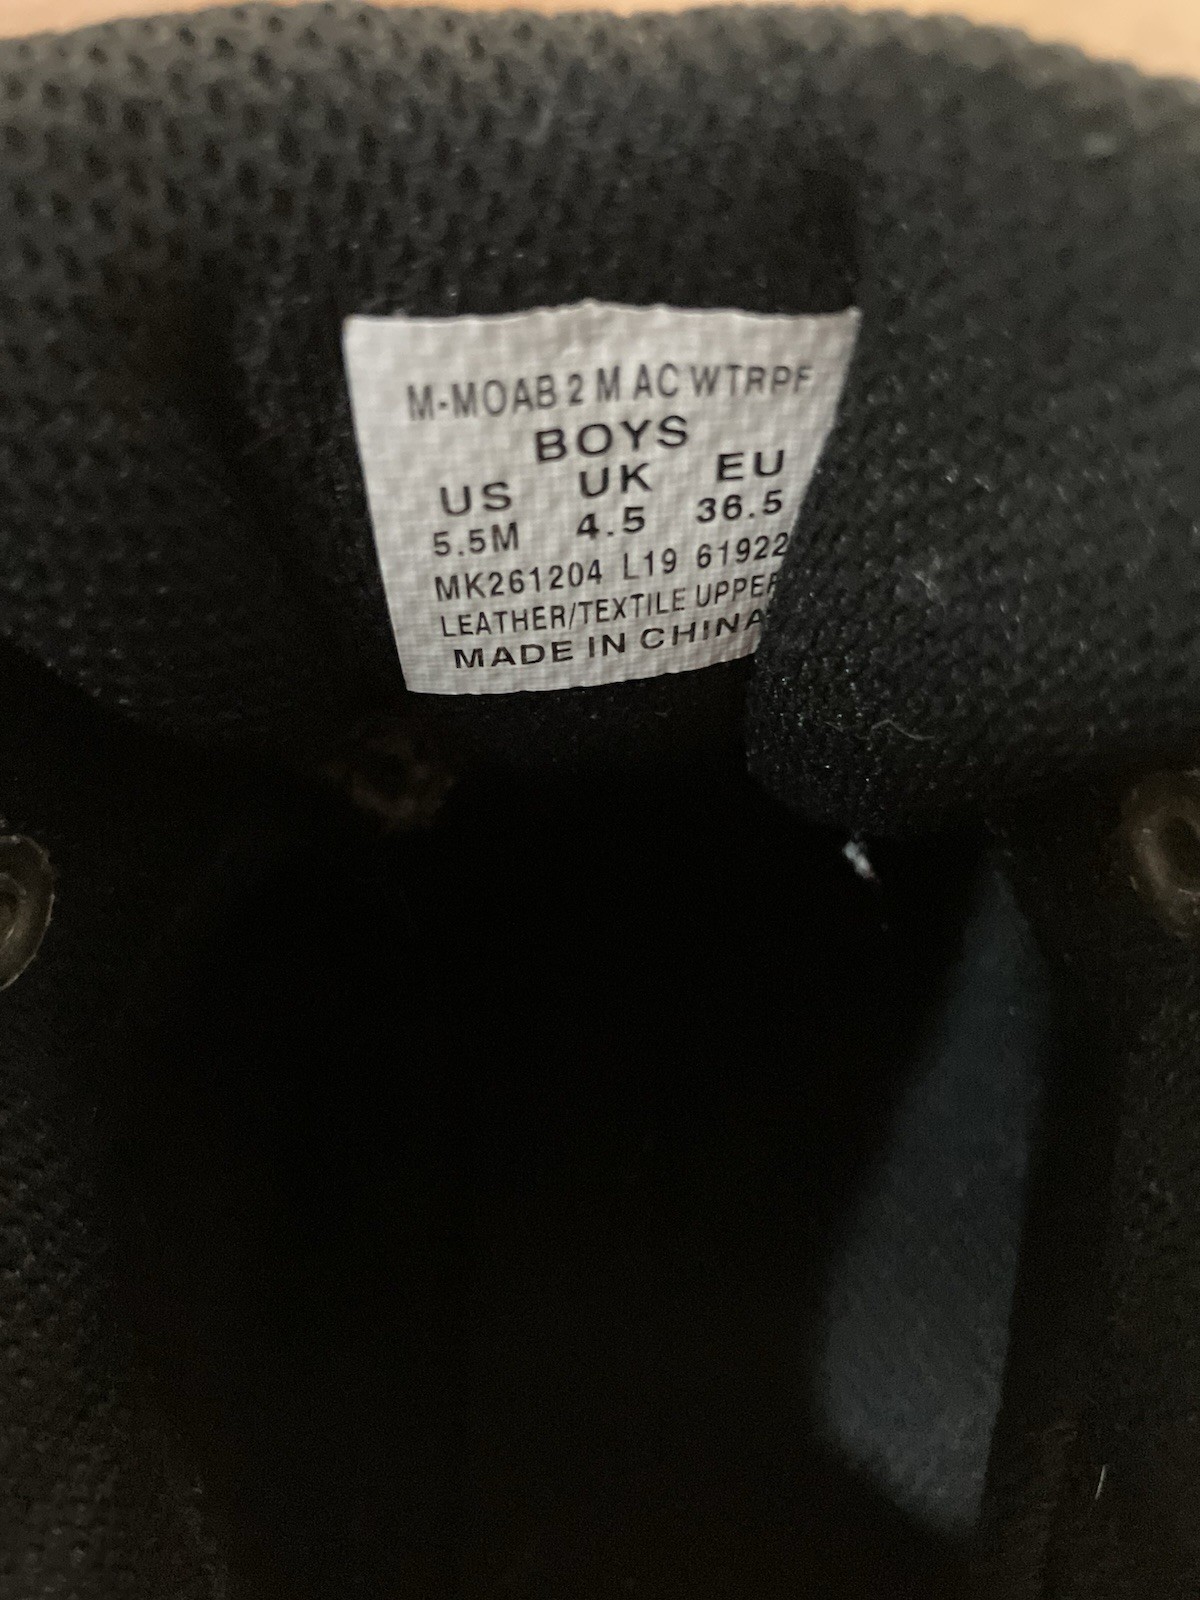 M-MOAB 2 M AC WTRPF
BOYS
US UK EU
5.5M 4.5 36.5
MK261204 L19 61922
LEATHER/TEXTILE UPPER
MADE IN CHINA